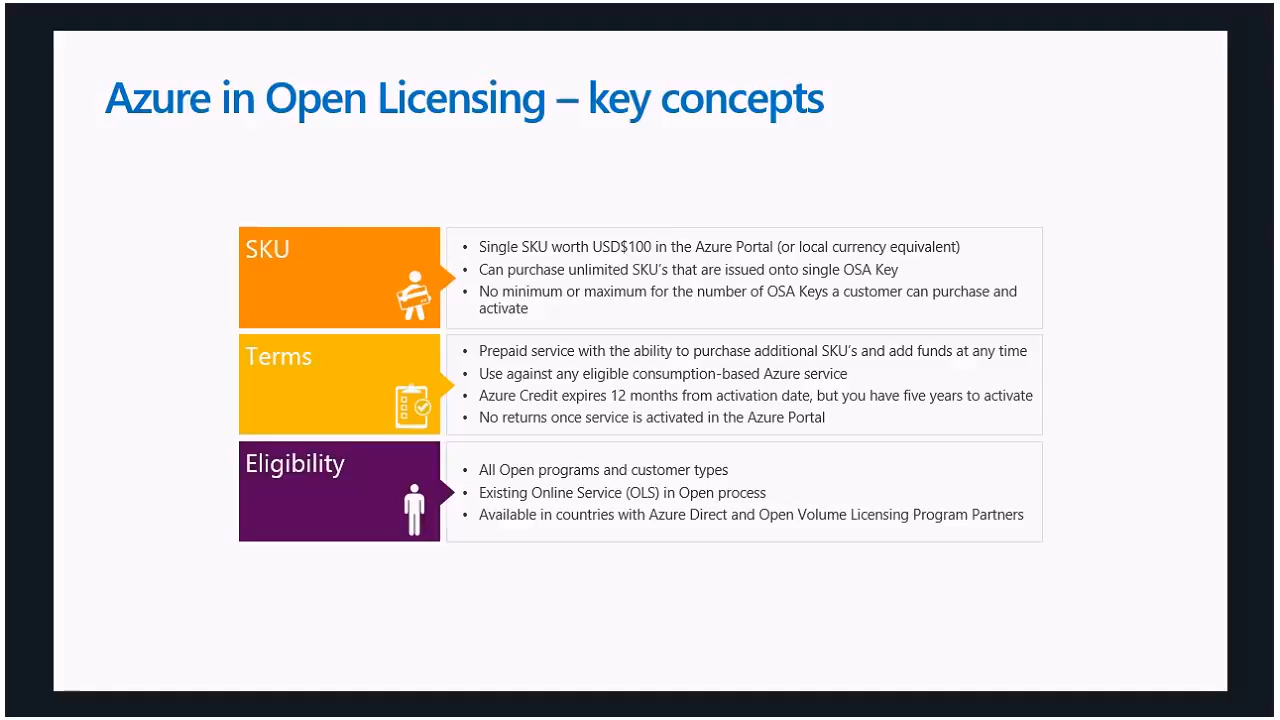 Azure in Open Licensing – key concepts
SKU
• Single SKU worth USD$100 in the Azure Portal (or local currency equivalent)
• Can purchase unlimited SKU's that are issued onto single OSA Key
• No minimum or maximum for the number of OSA Keys a customer can purchase and
activate
Terms
• Prepaid service with the ability to purchase additional SKU's and add funds at any time
• Use against any eligible consumption-based Azure service
• Azure Credit expires 12 months from activation date, but you have five years to activate
• No returns once service is activated in the Azure Portal
Eligibility
• All Open programs and customer types
• Existing Online Service (OLS) in Open process
• Available in countries with Azure Direct and Open Volume Licensing Program Partners